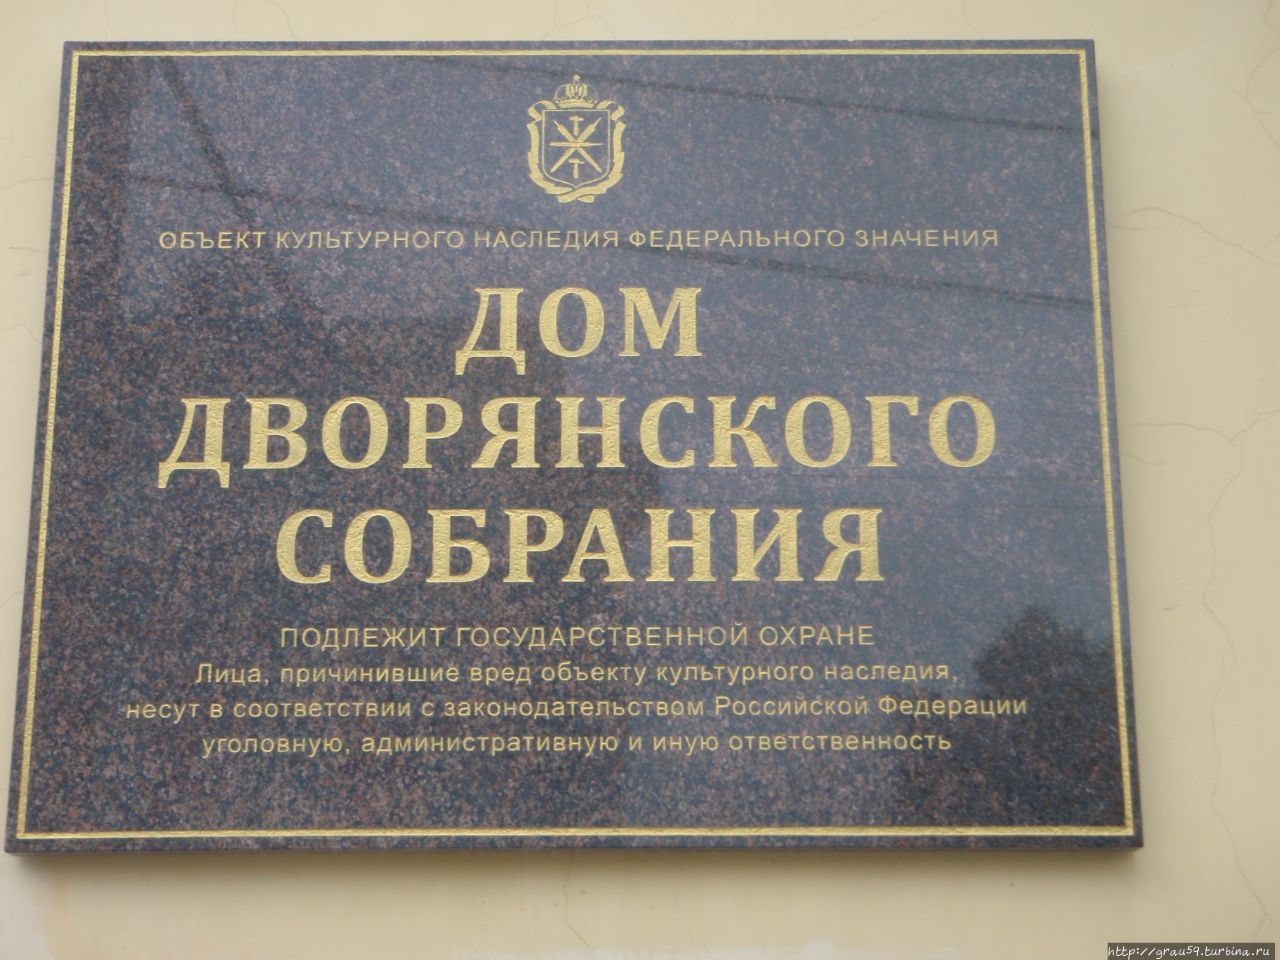 ОБЪЕКТ КУЛЬТУРНОГО НАСЛЕДИЯ ФЕДЕРАЛЬНОГО ЗНАЧЕНИЯ
ДОМ
ДВОРЯНСКОГО
СОБРАНИЯ
ПОДЛЕЖИТ ГОСУДАРСТВЕННОЙ ОХРАНЕ
Лица, причинившие вред объекту культурного наследия,
несут в соответствии с законодательством Российской Федерации
уголовную, административную и иную ответственность
http://grau59.turbina.ru